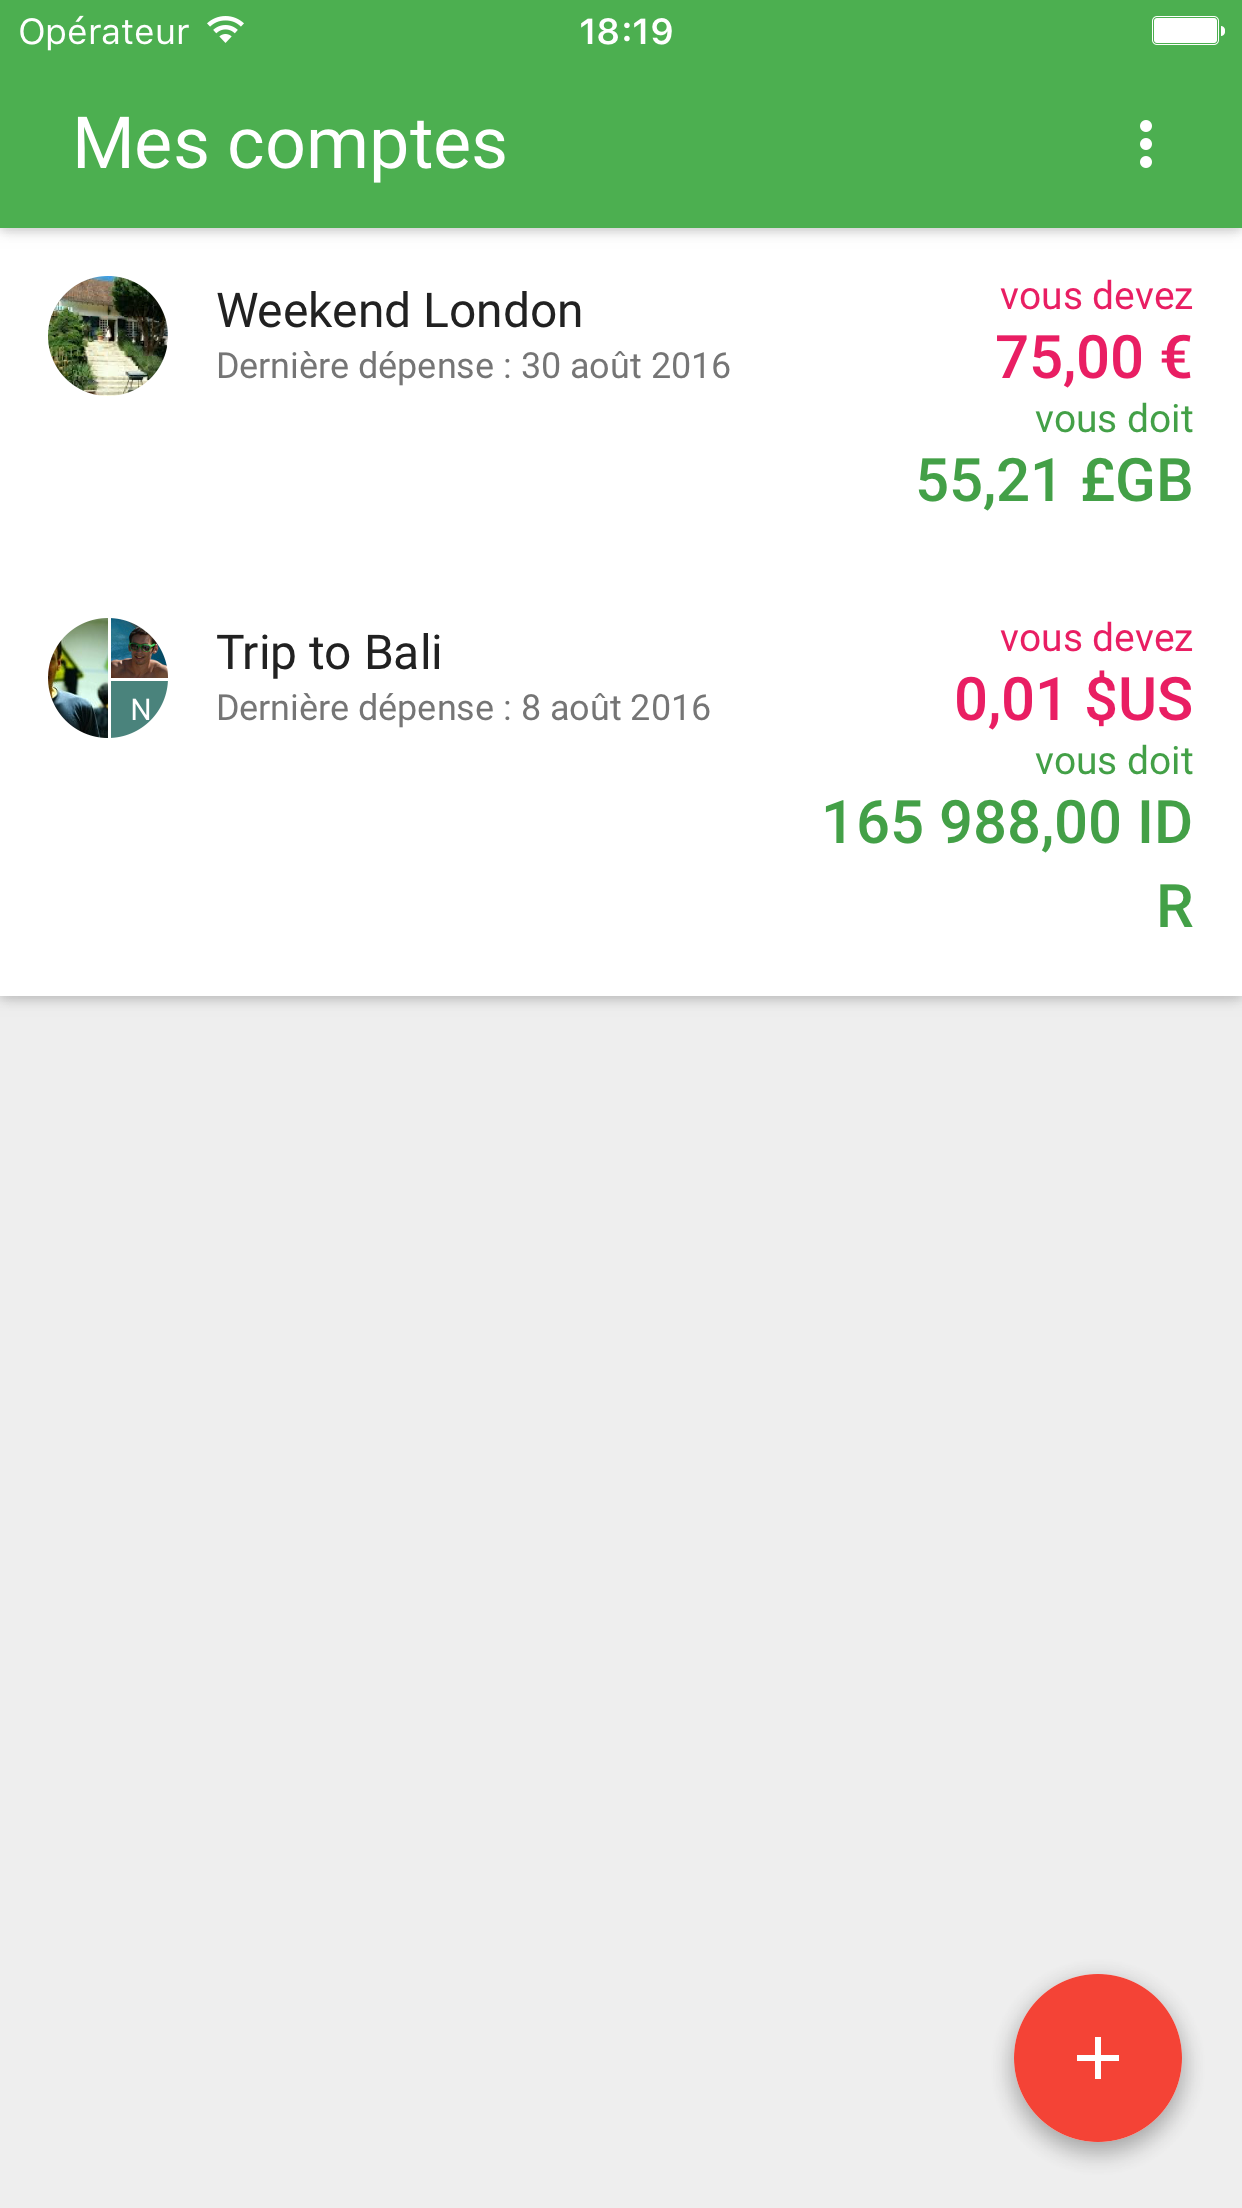 Opérateur 18:19
Mes comptes
Weekend London
Dernière dépense : 30 août 2016
vous devez
75,00 €
vous doit
55,21 £GB
N
Trip to Bali
Dernière dépense : 8 août 2016
vous devez
0,01 $US
vous doit
165 988,00 ID
R